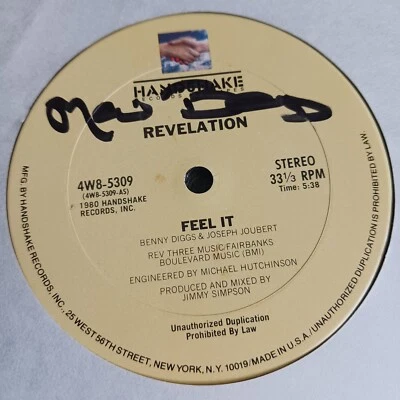 HANDSHAKE
REVELATION
4W8-5309
(4W8-5309-AS)
℗ 1980 HANDSHAKE
RECORDS, INC.
STEREO
33 1/3 RPM
Time: 5:38
FEEL IT
BENNY DIGGS & JOSEPH JOUBERT
REV THREE MUSIC/FAIRBANKS
BOULEVARD MUSIC (BMI)
ENGINEERED BY MICHAEL HUTCHINSON
PRODUCED AND MIXED BY
JIMMY SIMPSON
Unauthorized Duplication
Prohibited By Law
MFG. BY HANDSHAKE RECORDS, INC., 25 WEST 56TH STREET, NEW YORK, N.Y. 10019/MADE IN U.S.A./UNAUTHORIZED DUPLICATION IS PROHIBITED BY LAW.